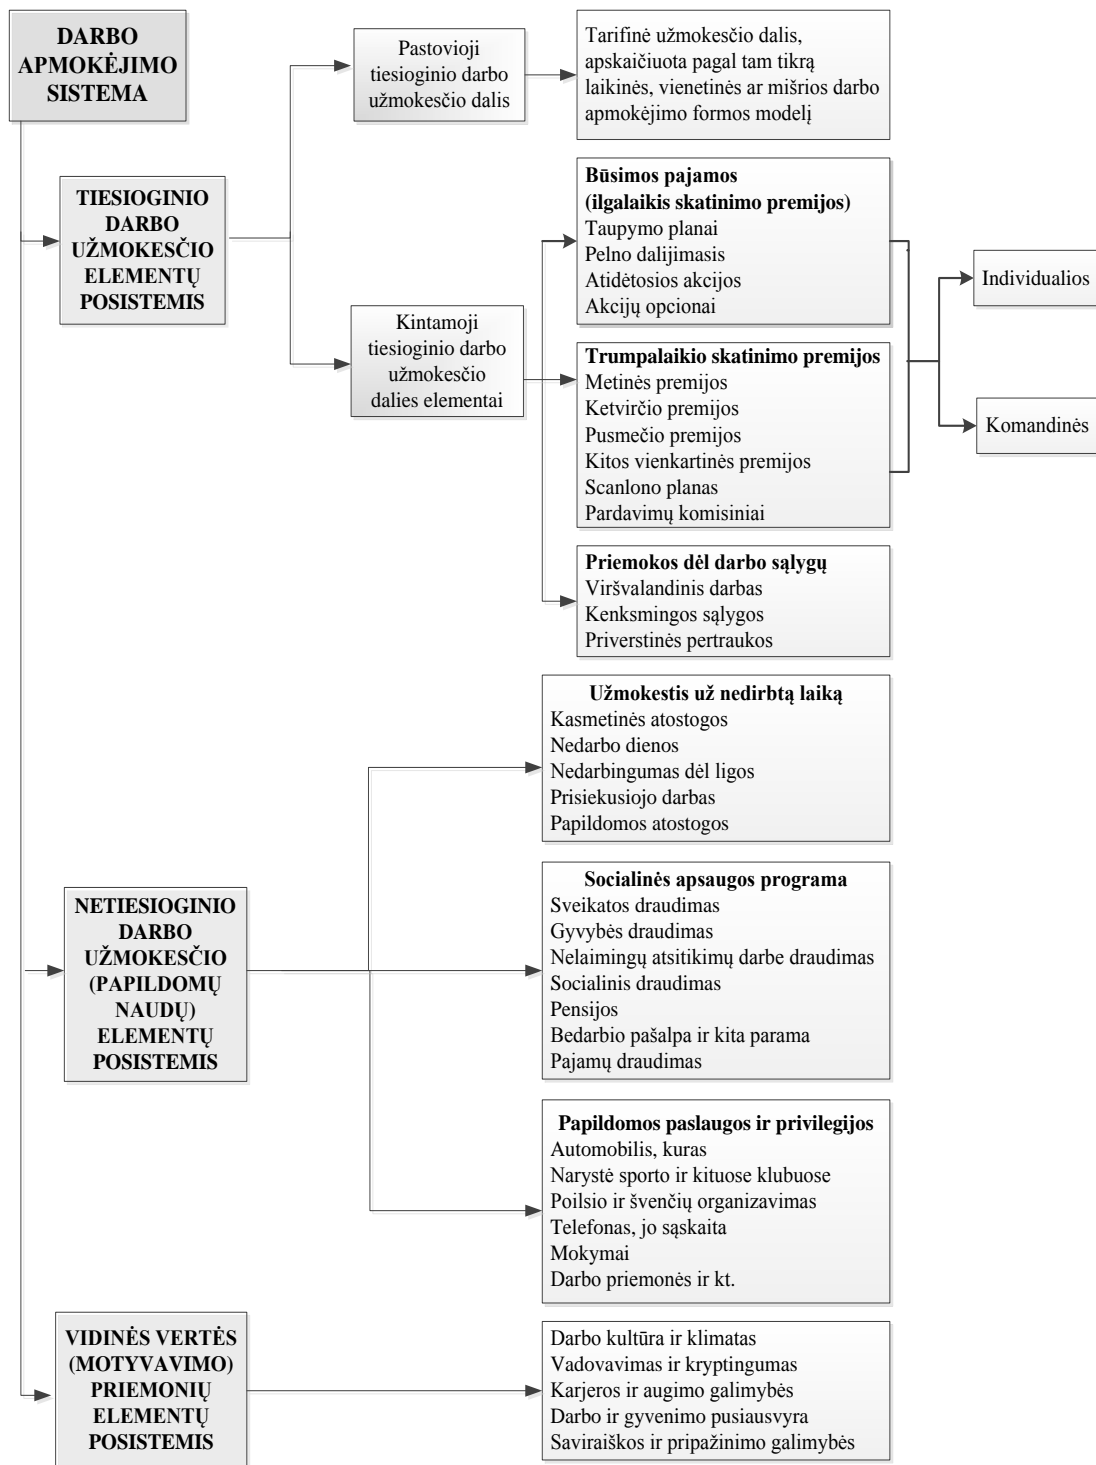 DARBO
APMOKĖJIMO
SISTEMA
Pastovioji
tiesioginio darbo
užmokesčio dalis
Tarifinė užmokesčio dalis,
apskaičiuota pagal tam tikrą
laikinės, vienetinės ar mišrios darbo
apmokėjimo formos modelį
TIESIOGINIO
DARBO
UŽMOKESČIO
ELEMENTŲ
POSISTEMIS
Būsimos pajamos
(ilgalaikis skatinimo premijos)
Taupymo planai
Pelno dalijimasis
Atidėtosios akcijos
Akcijų opcionai
Individualios
Kintamoji
tiesioginio darbo
užmokesčio
dalies elementai
Trumpalaikio skatinimo premijos
Metinės premijos
Ketvirčio premijos
Pusmečio premijos
Kitos vienkartinės premijos
Scanlono planas
Pardavimų komisiniai
Komandinės
Priemokos dėl darbo sąlygų
Viršvalandinis darbas
Kenksmingos sąlygos
Priverstinės pertraukos
Užmokestis už nedirbtą laiką
Kasmetinės atostogos
Nedarbo dienos
Nedarbingumas dėl ligos
Prisiekusiojo darbas
Papildomos atostogos
NETIESIOGINIO
DARBO
UŽMOKESČIO
(PAPILDOMŲ
NAUDŲ)
ELEMENTŲ
POSISTEMIS
Socialinės apsaugos programa
Sveikatos draudimas
Gyvybės draudimas
Nelaimingų atsitikimų darbe draudimas
Socialinis draudimas
Pensijos
Bedarbio pašalpa ir kita parama
Pajamų draudimas
Papildomos paslaugos ir privilegijos
Automobilis, kuras
Narystė sporto ir kituose klubuose
Poilsio ir švenčių organizavimas
Telefonas, jo sąskaita
Mokymai
Darbo priemonės ir kt.
VIDINĖS VERTĖS
(MOTYVAVIMO)
PRIEMONIŲ
ELEMENTŲ
POSISTEMIS
Darbo kultūra ir klimatas
Vadovavimas ir kryptingumas
Karjeros ir augimo galimybės
Darbo ir gyvenimo pusiausvyra
Saviraiškos ir pripažinimo galimybės